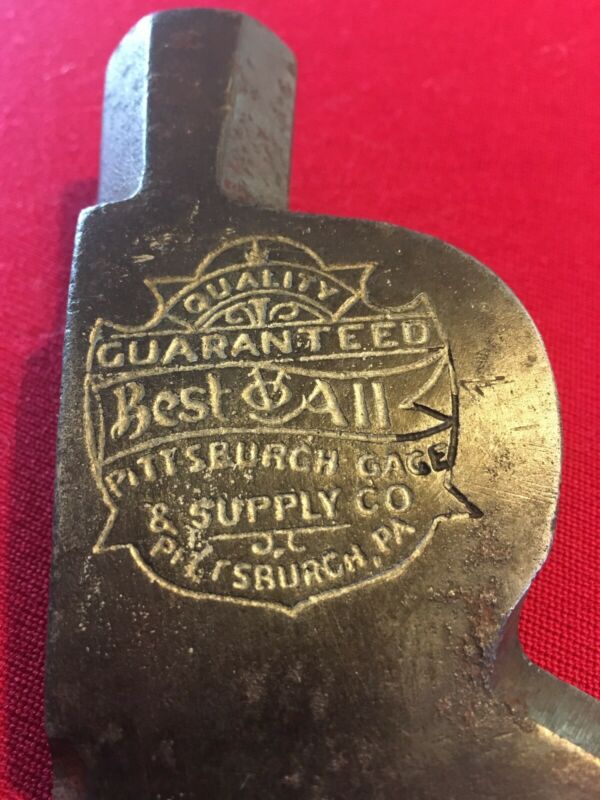 QUALITY
GUARANTEED
Best of All
PITTSBURGH GAGE
& SUPPLY CO
PITTSBURGH, PA